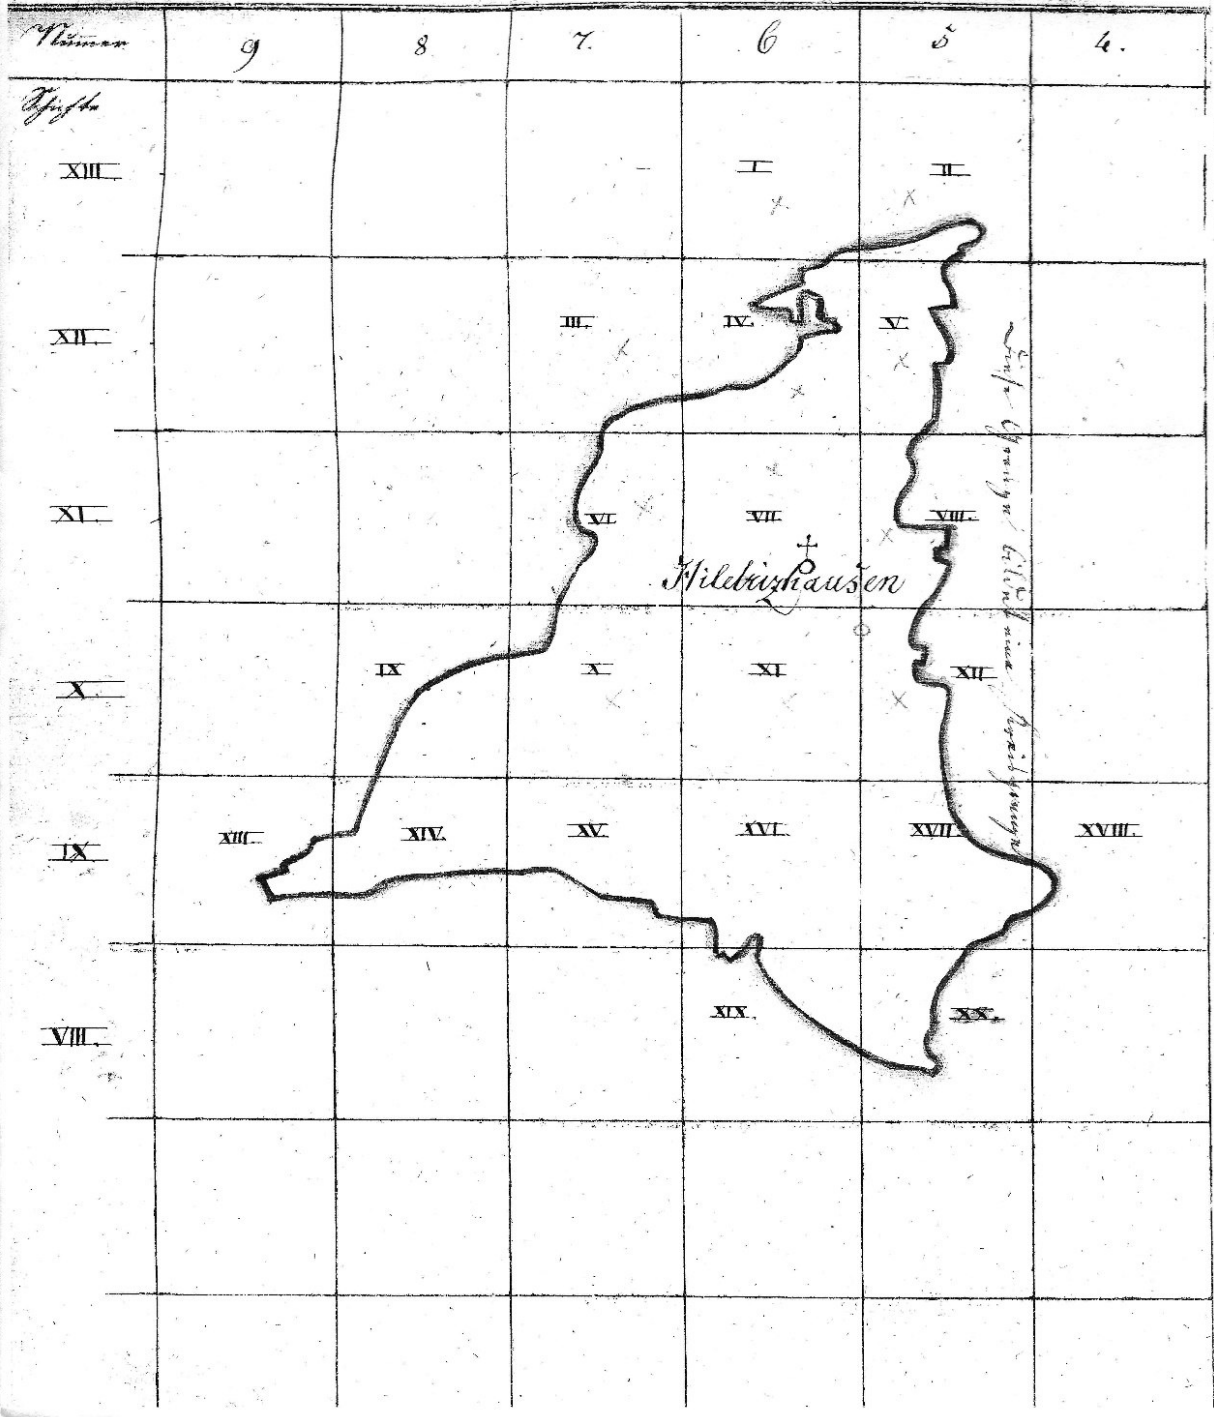 Nummer 9 8 7. 6 5 4.
Schichte
XIII. I II.
XII. III. IV. V.
XI. VI. VII. VIII.
Hilebrizhausen
X. IX X. XI XII.
IX XIII. XIV. XV. XVI. XVII. XVIII.
VIII. XIX. XX.